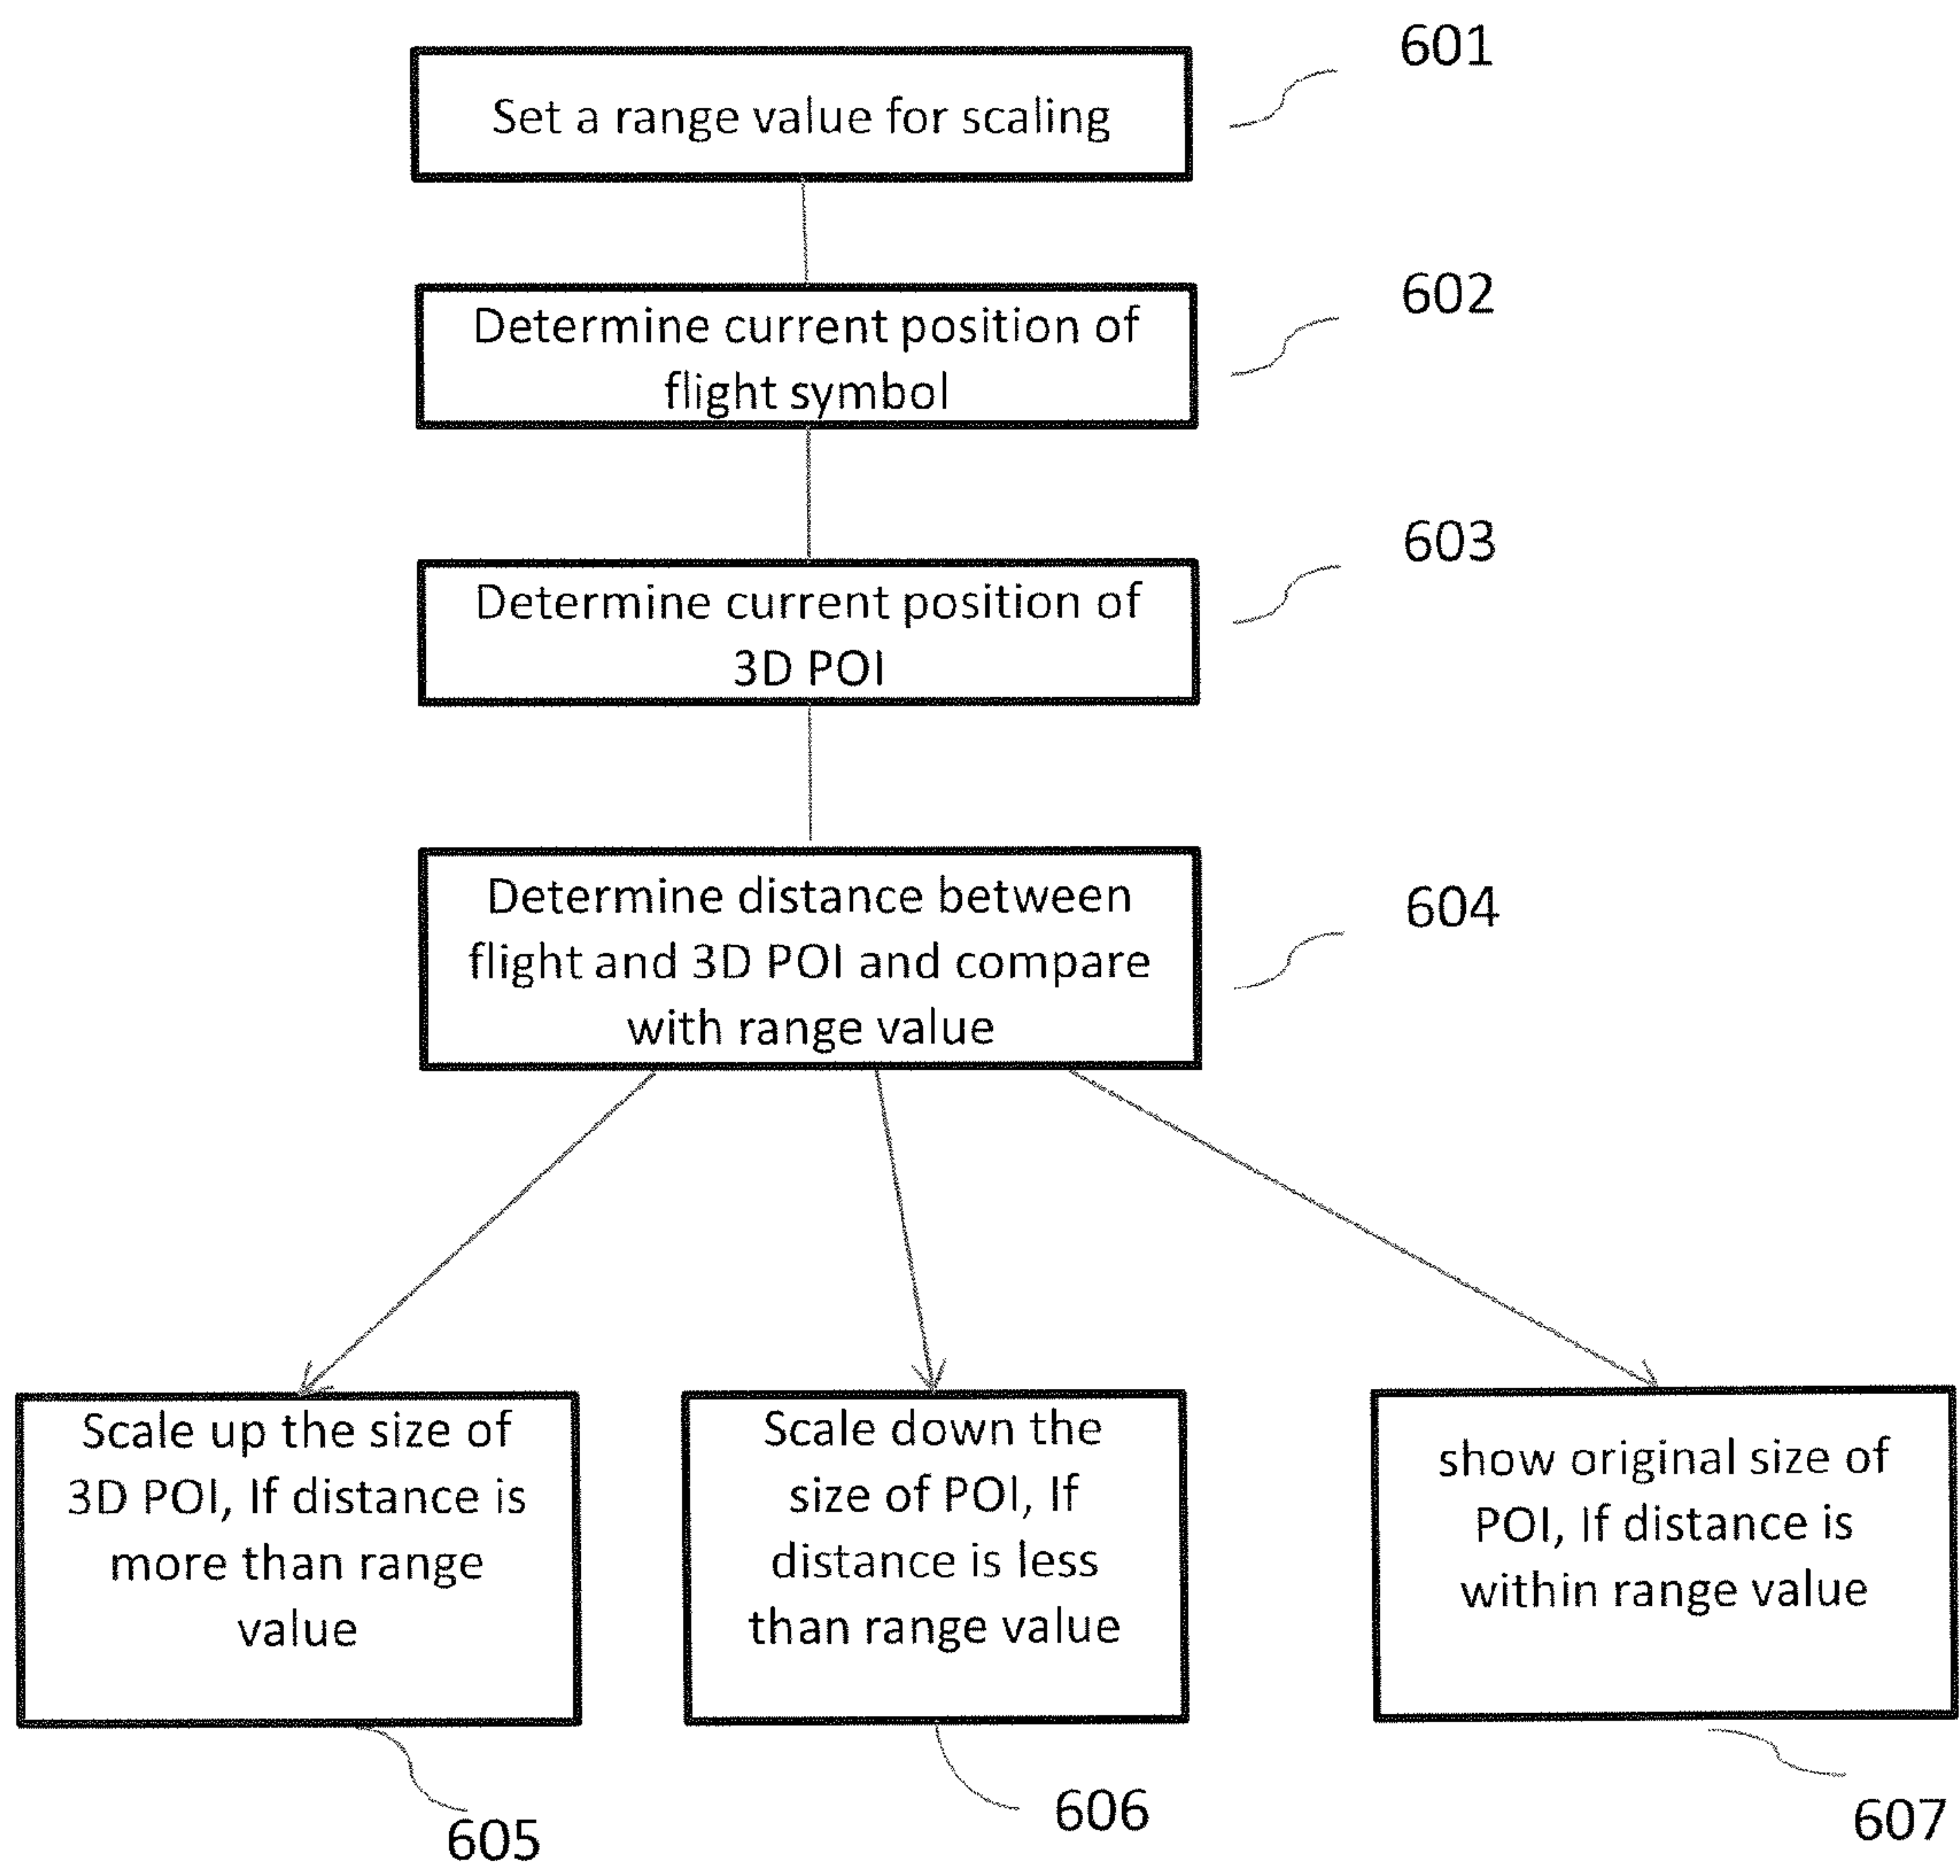 Set a range value for scaling
601
Determine current position of
flight symbol
602
Determine current position of
3D POI
603
Determine distance between
flight and 3D POI and compare
with range value
604
Scale up the size of
3D POI, If distance is
more than range
value
605
Scale down the
size of POI, If
distance is less
than range value
606
show original size of
POI, If distance is
within range value
607